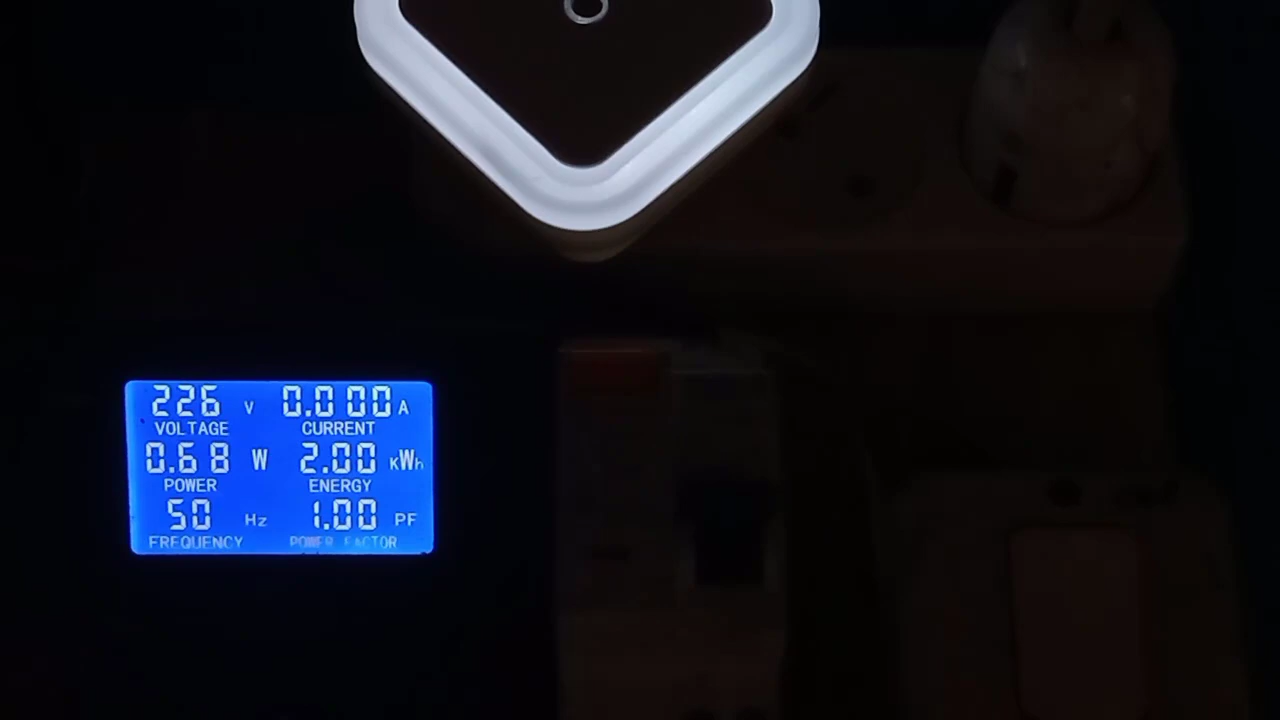 226 V 0.000 A
VOLTAGE CURRENT
0.68 W 2.00 KWh
POWER ENERGY
50 Hz 1.00 PF
FREQUENCY POWER FACTOR